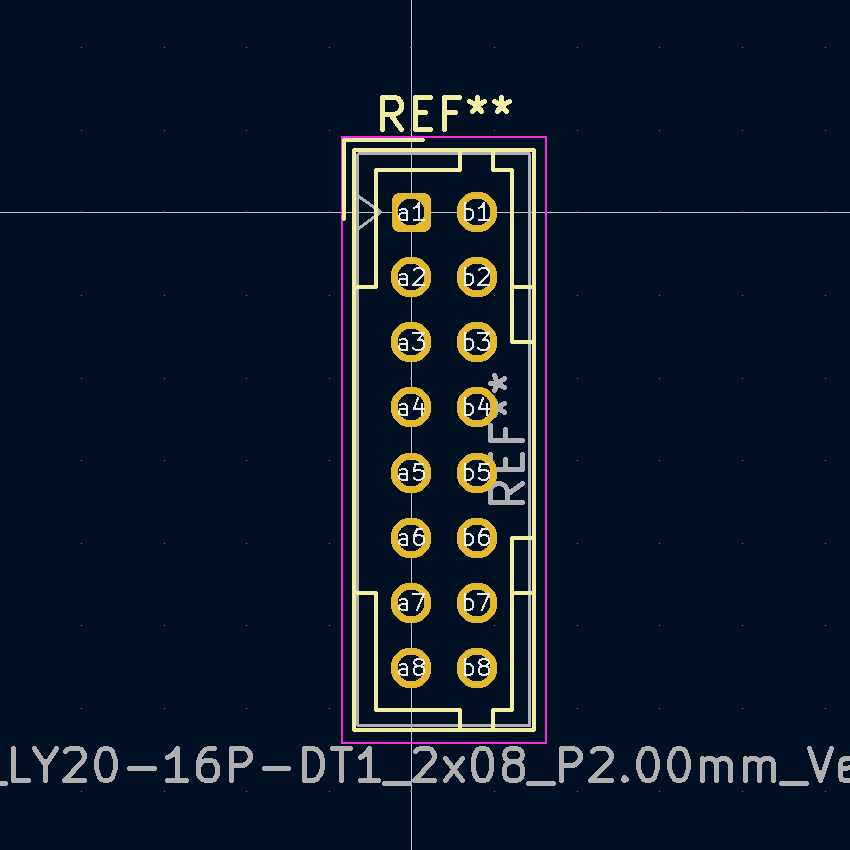 REF**
a1 b1
a2 b2
a3 b3
a4 b4
a5 b5
a6 b6
a7 b7
a8 b8
REF**
_LY20-16P-DT1_2x08_P2.00mm_Ve